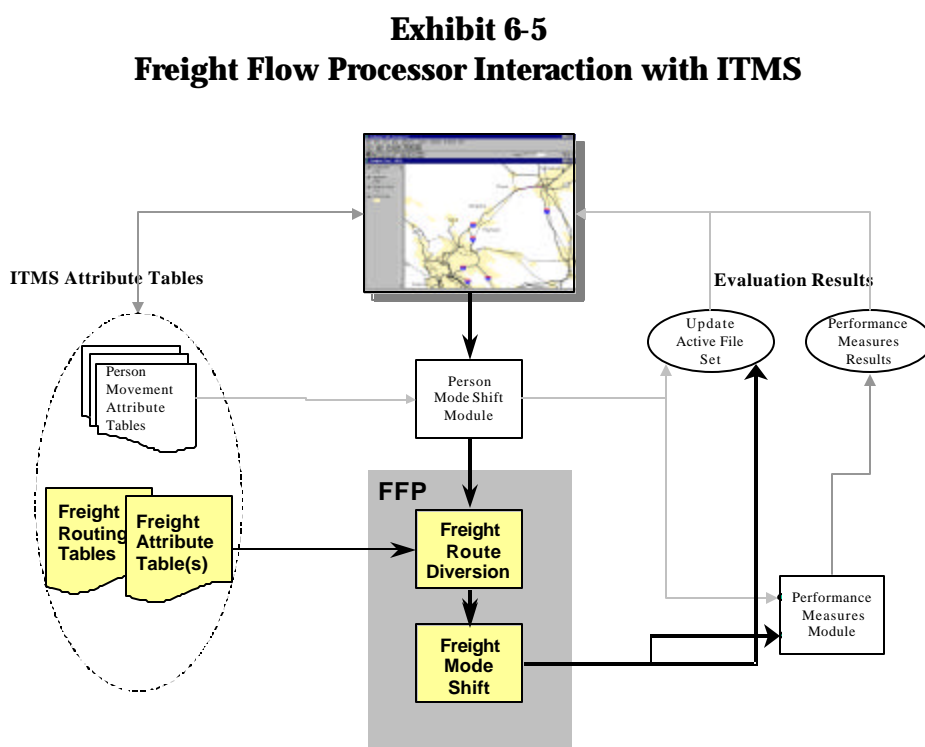 Exhibit 6-5
Freight Flow Processor Interaction with ITMS
ITMS Attribute Tables
Evaluation Results
Update
Active File
Set
Performance
Measures
Results
Person
Movement
Attribute
Tables
Person
Mode Shift
Module
FFP
Freight
Routing
Tables
Freight
Attribute
Table(s)
Freight
Route
Diversion
Freight
Mode
Shift
Performance
Measures
Module